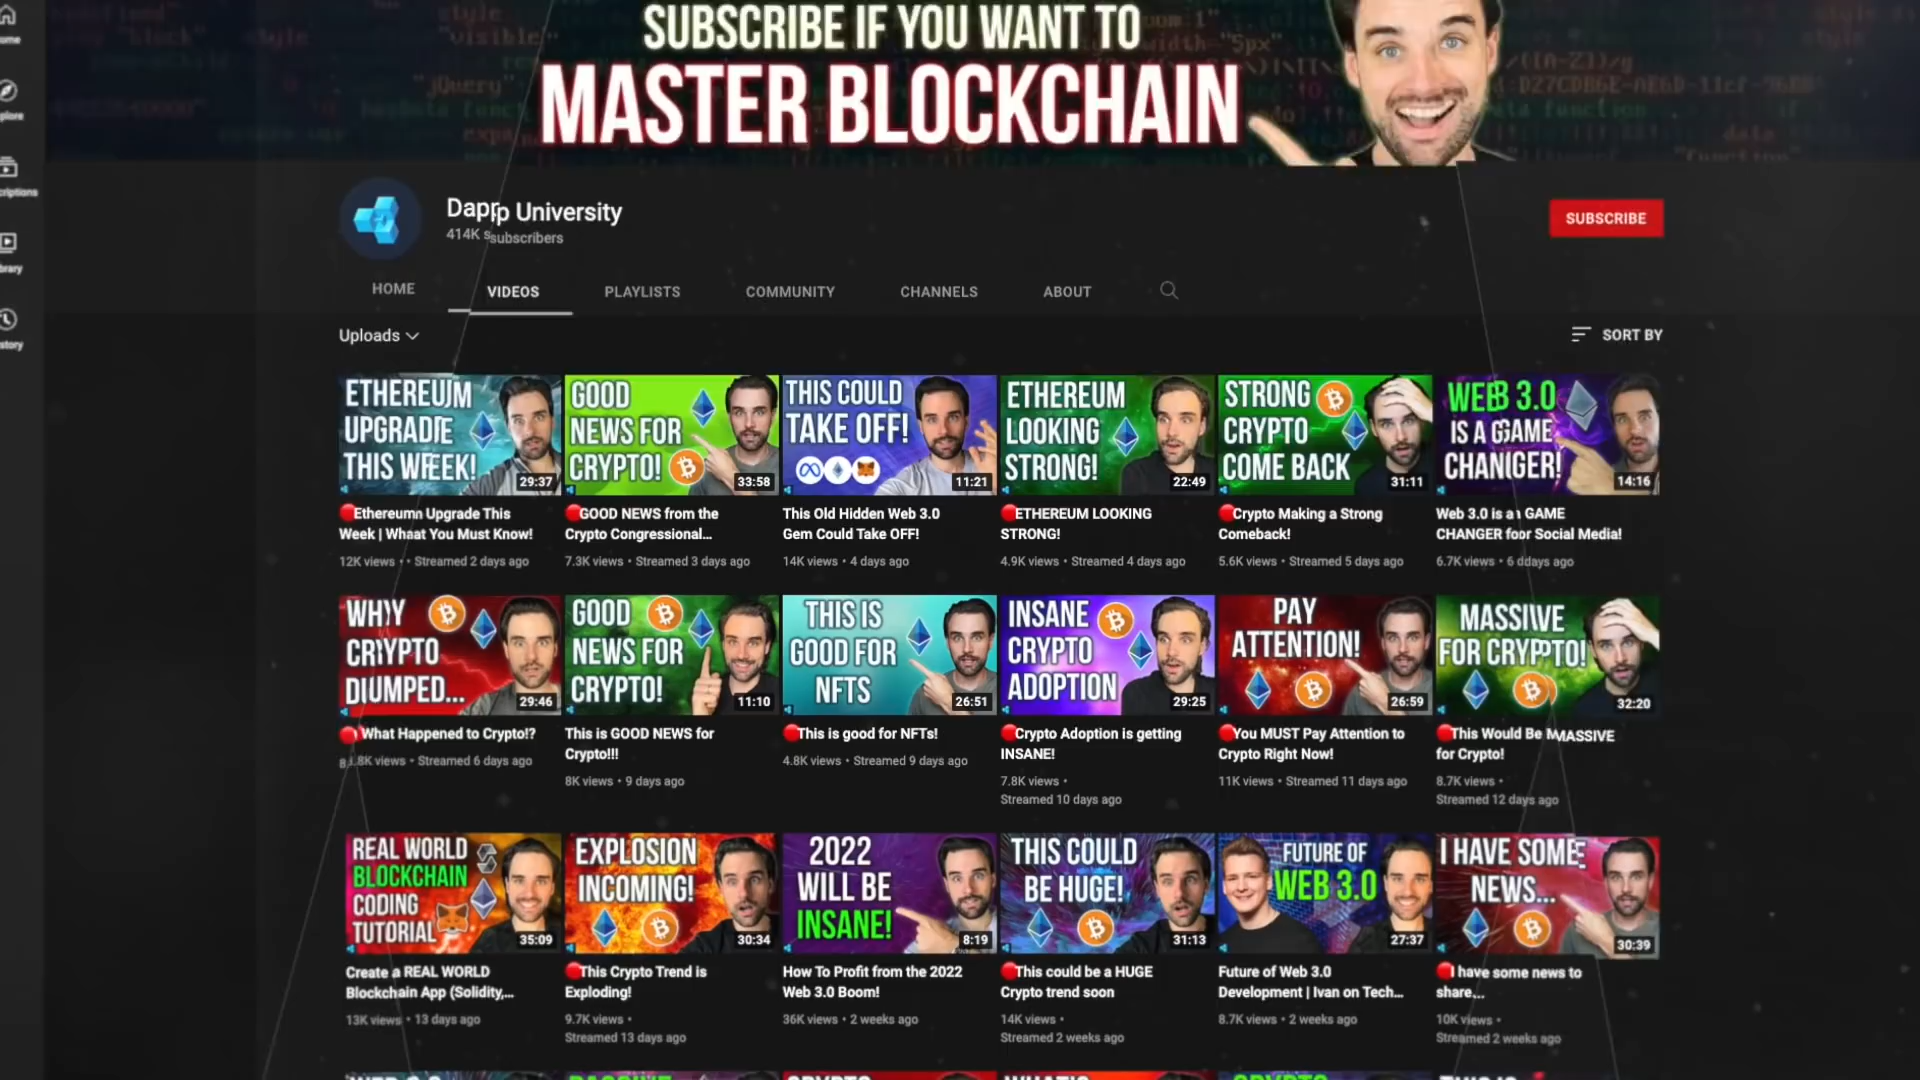 SUBSCRIBE IF YOU WANT TO
MASTER BLOCKCHAIN
Dapp University
414K subscribers
SUBSCRIBE
HOME VIDEOS PLAYLISTS COMMUNITY CHANNELS ABOUT
Uploads
SORT BY
ETHEREUM
UPGRADE
THIS WEEK!
29:37
GOOD
NEWS FOR
CRYPTO!
33:58
THIS COULD
TAKE OFF!
11:21
ETHEREUM
LOOKING
STRONG!
22:49
STRONG
CRYPTO
COME BACK
31:11
WEB 3.0
IS A GAME
CHANGER!
14:16
Ethereum Upgrade This
Week | What You Must Know!
12K views • Streamed 2 days ago
GOOD NEWS from the
Crypto Congressional...
7.3K views • Streamed 3 days ago
This Old Hidden Web 3.0
Gem Could Take OFF!
14K views • 4 days ago
ETHEREUM LOOKING
STRONG!
4.9K views • Streamed 4 days ago
Crypto Making a Strong
Comeback!
5.6K views • Streamed 5 days ago
Web 3.0 is a GAME
CHANGER for Social Media!
6.7K views • 6 days ago
WHY
CRYPTO
DUMPED...
29:46
GOOD
NEWS FOR
CRYPTO!
11:10
THIS IS
GOOD FOR
NFTS
26:51
INSANE
CRYPTO
ADOPTION
29:25
PAY
ATTENTION!
26:59
MASSIVE
FOR CRYPTO!
32:20
What Happened to Crypto!?
8.8K views • Streamed 6 days ago
This is GOOD NEWS for
Crypto!!!
8K views • 9 days ago
This is good for NFTs!
4.8K views • Streamed 9 days ago
Crypto Adoption is getting
INSANE!
7.8K views •
Streamed 10 days ago
You MUST Pay Attention to
Crypto Right Now!
11K views • Streamed 11 days ago
This Would Be MASSIVE
for Crypto!
8.7K views •
Streamed 12 days ago
REAL WORLD
BLOCKCHAIN
CODING
TUTORIAL
35:09
EXPLOSION
INCOMING!
30:34
2022
WILL BE
INSANE!
8:19
THIS COULD
BE HUGE!
31:13
FUTURE OF
WEB 3.0
27:37
I HAVE SOME
NEWS...
30:39
Create a REAL WORLD
Blockchain App (Solidity,...
13K views • 13 days ago
This Crypto Trend is
Exploding!
9.7K views •
Streamed 13 days ago
How To Profit from the 2022
Web 3.0 Boom!
36K views • 2 weeks ago
This could be a HUGE
Crypto trend soon
14K views •
Streamed 2 weeks ago
Future of Web 3.0
Development | Ivan on Tech...
8.7K views • 2 weeks ago
I have some news to
share...
10K views •
Streamed 2 weeks ago